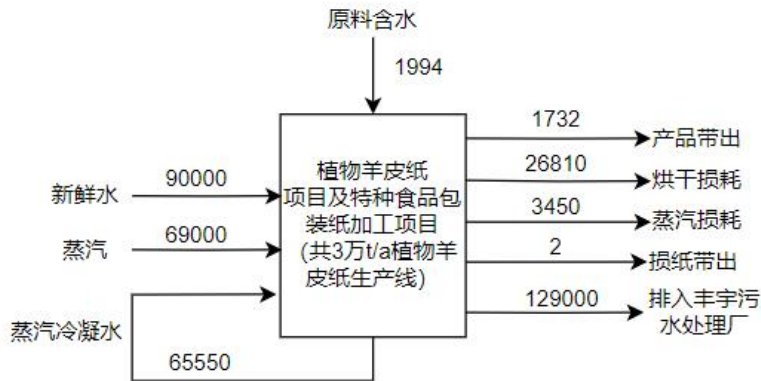 原料含水
1994
新鲜水
90000
蒸汽
69000
蒸汽冷凝水
65550
植物羊皮纸
项目及特种食品包
装纸加工项目
(共3万t/a植物羊
皮纸生产线)
1732
产品带出
26810
烘干损耗
3450
蒸汽损耗
2
损纸带出
129000
排入丰宇污
水处理厂